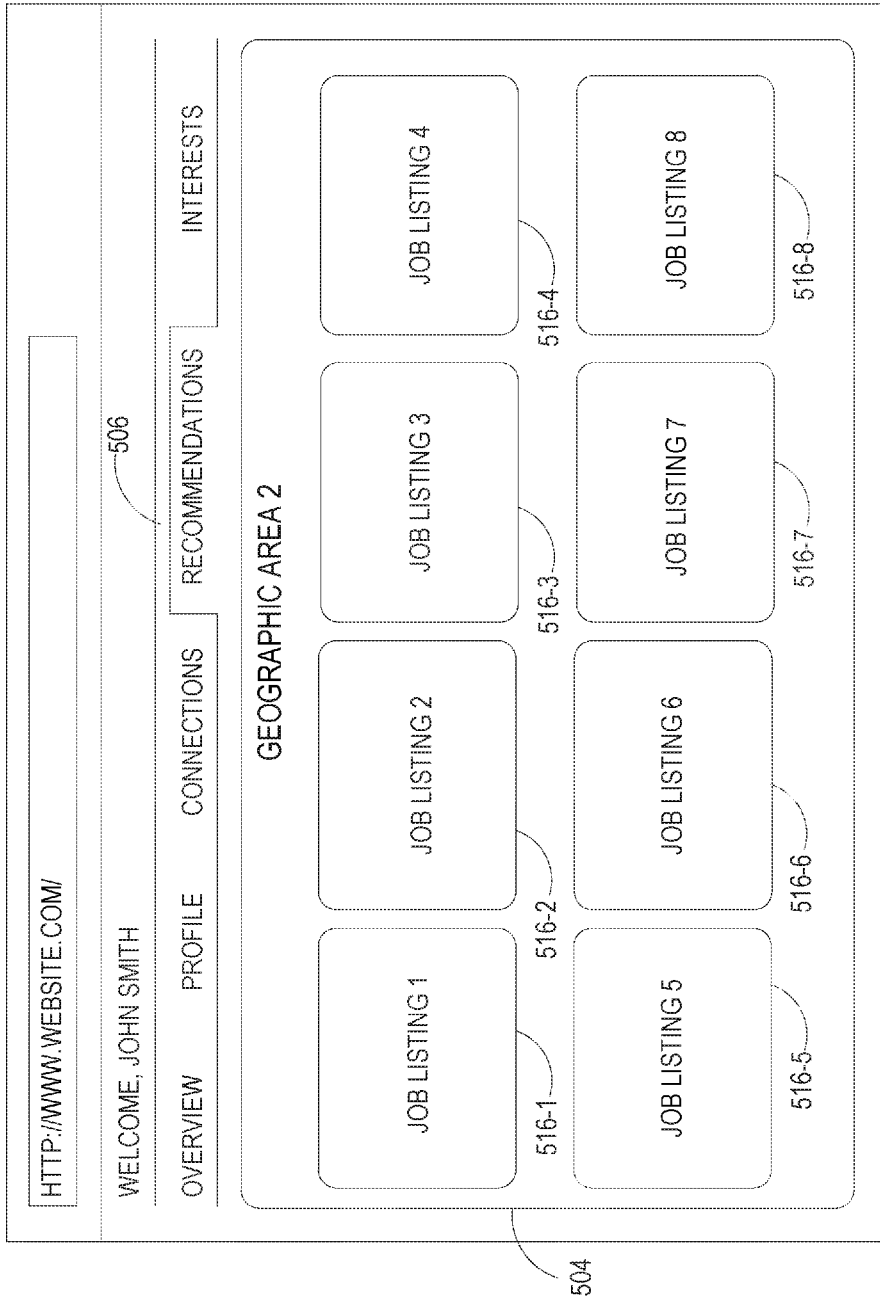 HTTP://WWW.WEBSITE.COM/
WELCOME, JOHN SMITH
506
OVERVIEW PROFILE CONNECTIONS RECOMMENDATIONS INTERESTS
GEOGRAPHIC AREA 2
JOB LISTING 1 JOB LISTING 2 JOB LISTING 3 JOB LISTING 4
516-1 516-2 516-3 516-4
JOB LISTING 5 JOB LISTING 6 JOB LISTING 7 JOB LISTING 8
516-5 516-6 516-7 516-8
504